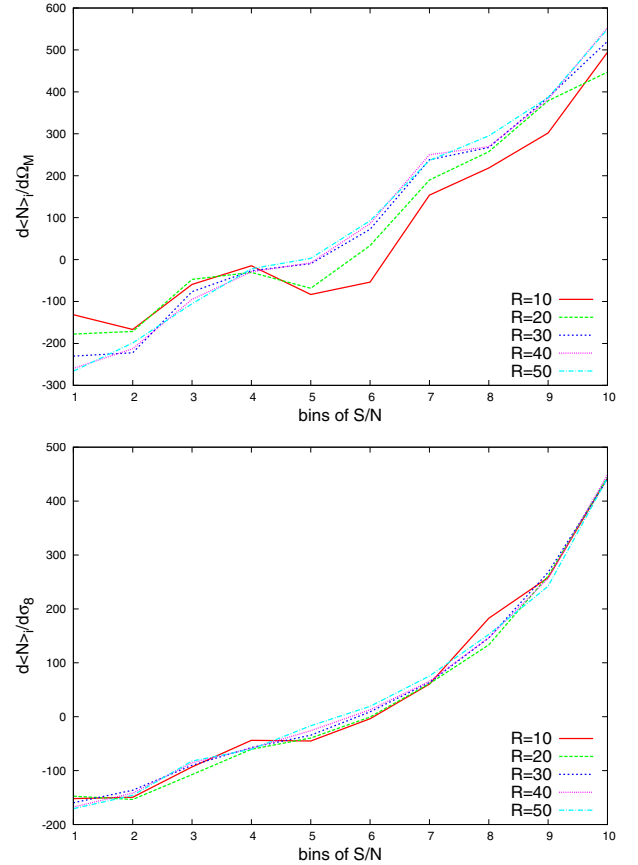 600
500
400
300
200
100
0
-100
-200
-300
d<N>i/dΩM
R=10
R=20
R=30
R=40
R=50
1 2 3 4 5 6 7 8 9 10
bins of S/N
500
400
300
200
100
0
-100
-200
d<N>i/dσ8
R=10
R=20
R=30
R=40
R=50
1 2 3 4 5 6 7 8 9 10
bins of S/N